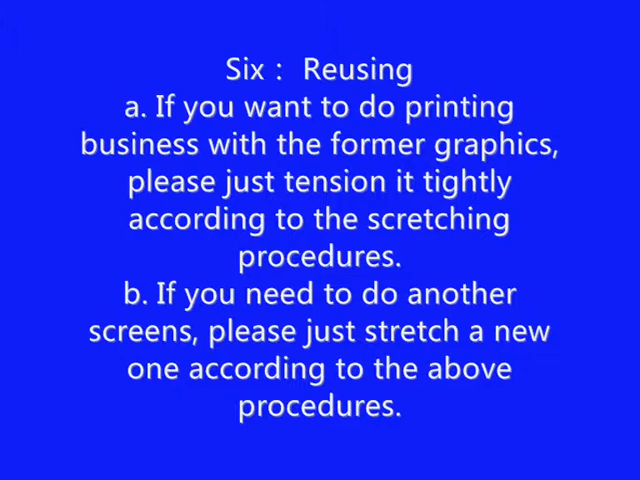 Six： Reusing
a. If you want to do printing
business with the former graphics,
please just tension it tightly
according to the scretching
procedures.
b. If you need to do another
screens, please just stretch a new
one according to the above
procedures.